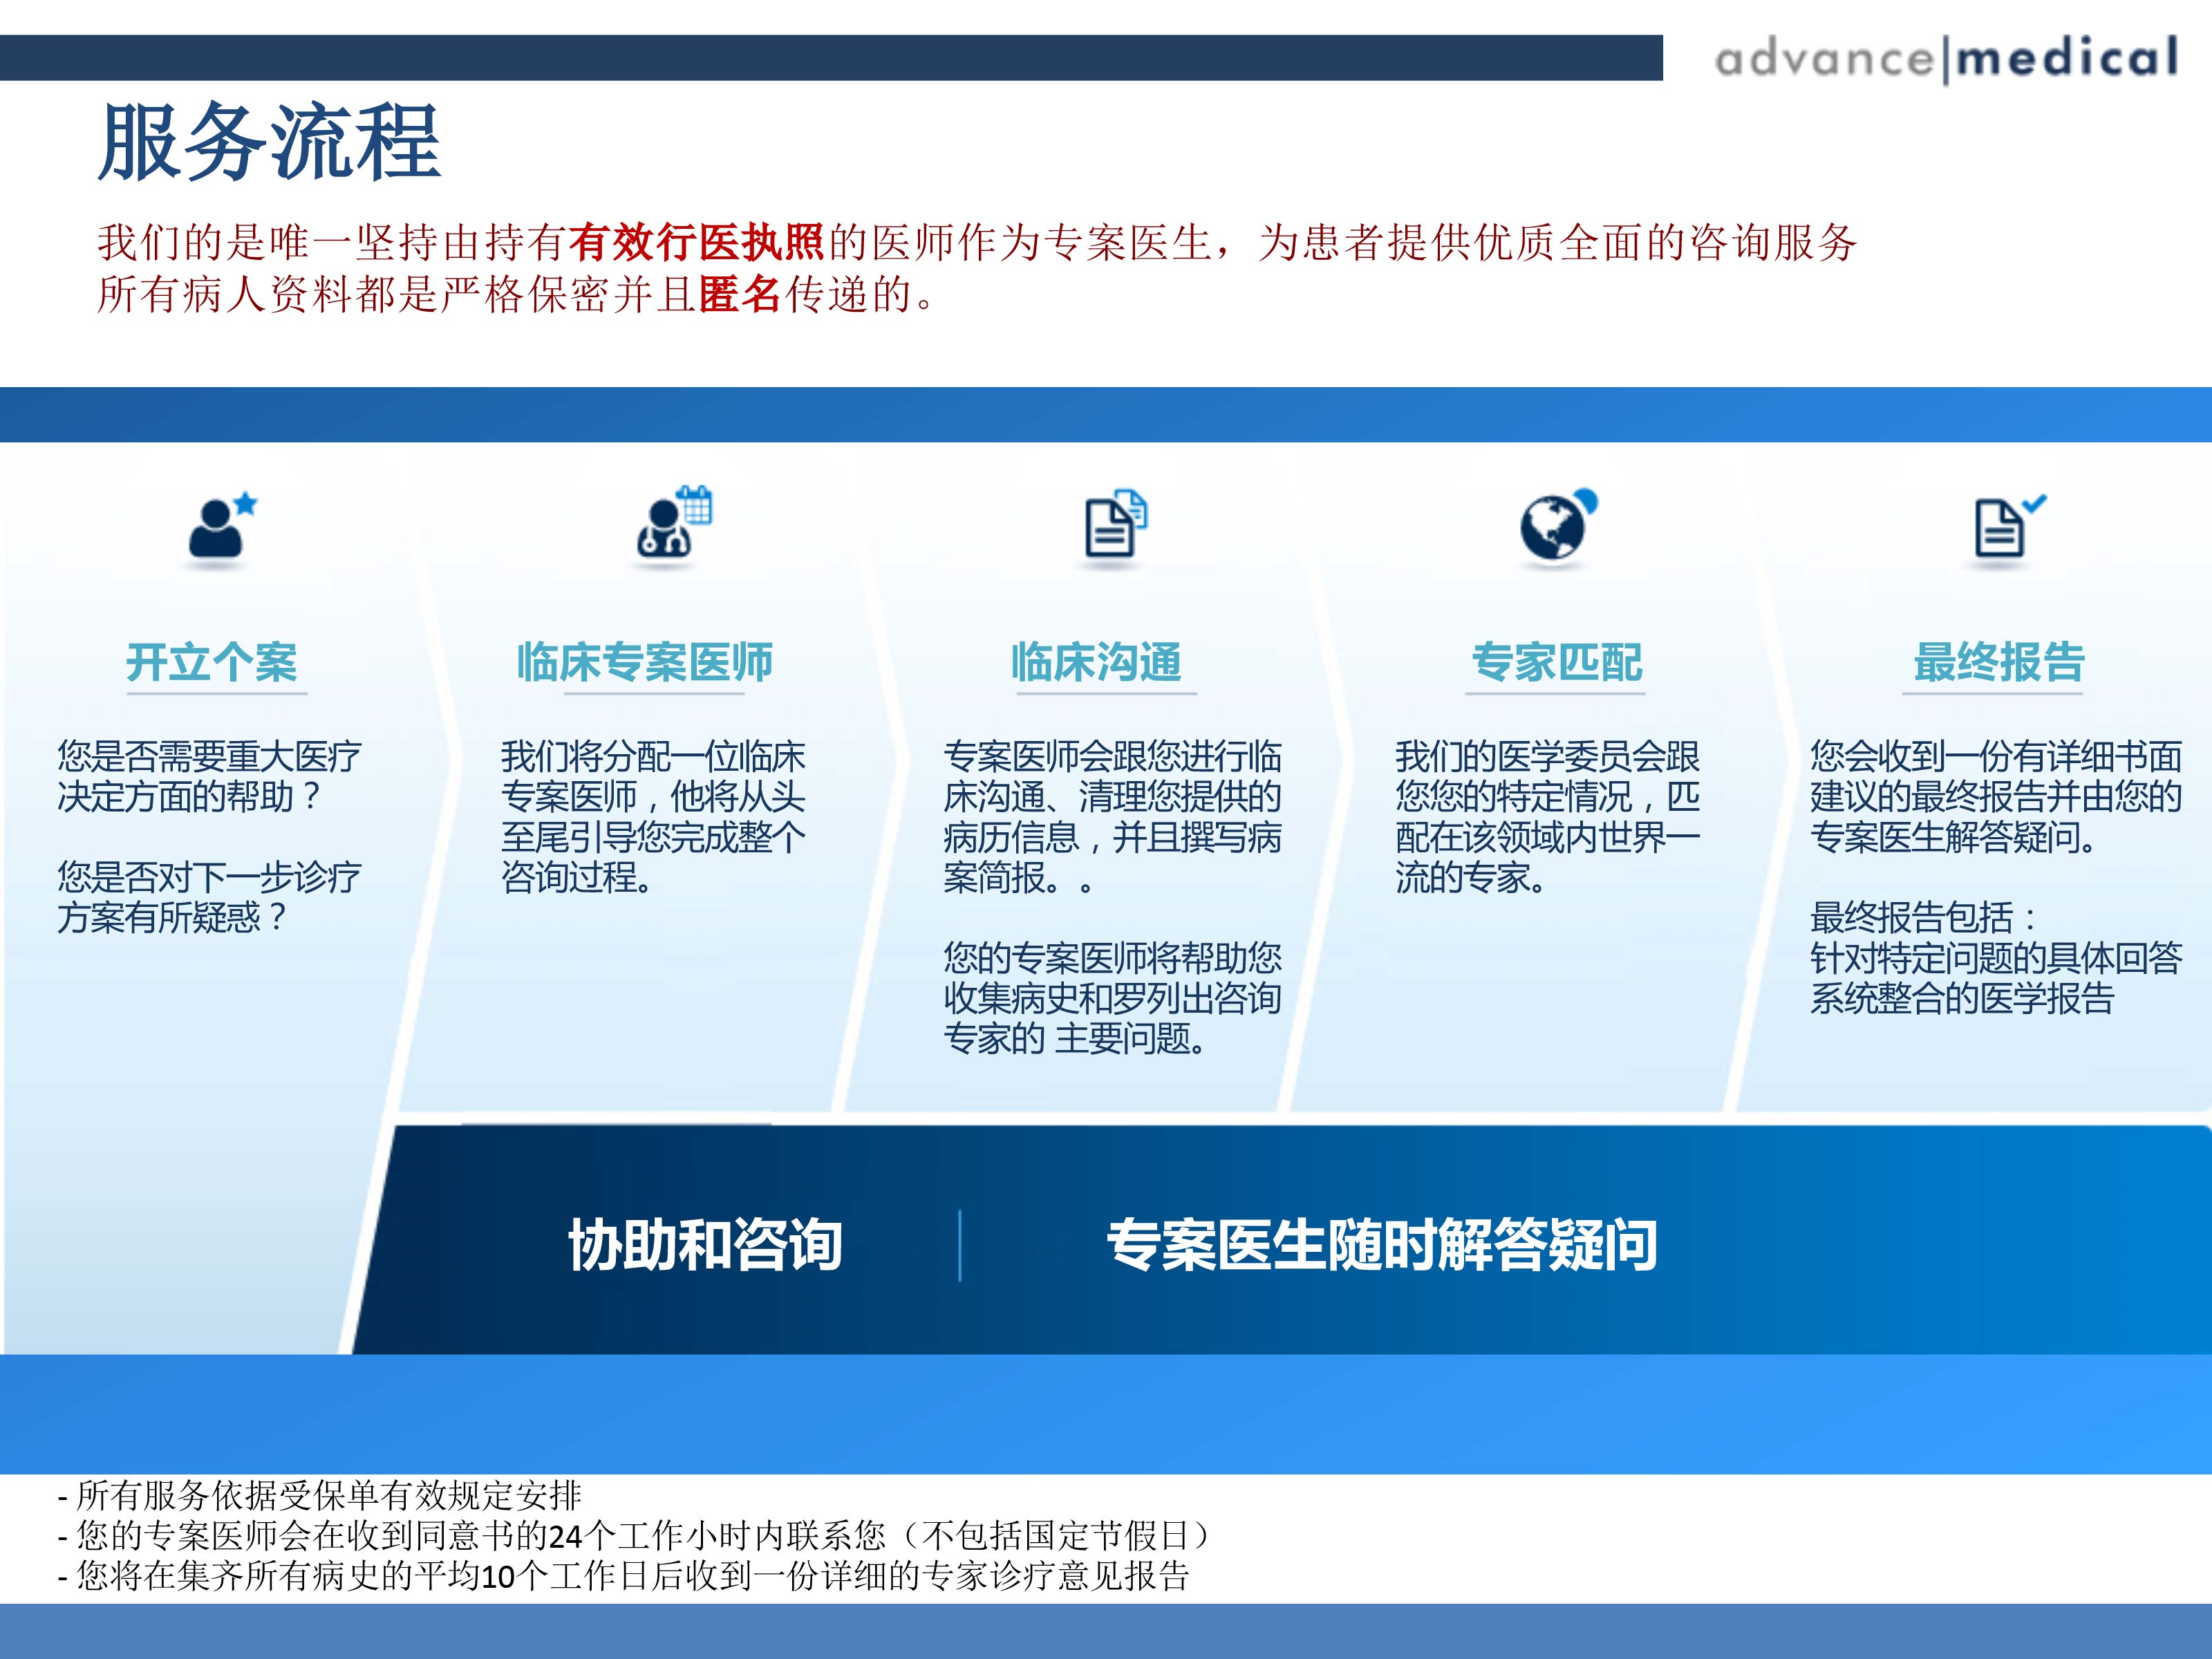 advance|medical
服务流程
我们的是唯一坚持由持有有效行医执照的医师作为专案医生，为患者提供优质全面的咨询服务
所有病人资料都是严格保密并且匿名传递的。
开立个案
您是否需要重大医疗
决定方面的帮助？
您是否对下一步诊疗
方案有所疑惑？
临床专案医师
我们将分配一位临床
专案医师，他将从头
至尾引导您完成整个
咨询过程。
临床沟通
专案医师会跟您进行临
床沟通、清理您提供的
病历信息，并且撰写病
案简报。。
您的专案医师将帮助您
收集病史和罗列出咨询
专家的 主要问题。
专家匹配
我们的医学委员会跟
您您的特定情况，匹
配在该领域内世界一
流的专家。
最终报告
您会收到一份有详细书面
建议的最终报告并由您的
专案医生解答疑问。
最终报告包括：
针对特定问题的具体回答
系统整合的医学报告
协助和咨询
专案医生随时解答疑问
- 所有服务依据受保单有效规定安排
- 您的专案医师会在收到同意书的24个工作小时内联系您（不包括国定节假日）
- 您将在集齐所有病史的平均10个工作日后收到一份详细的专家诊疗意见报告